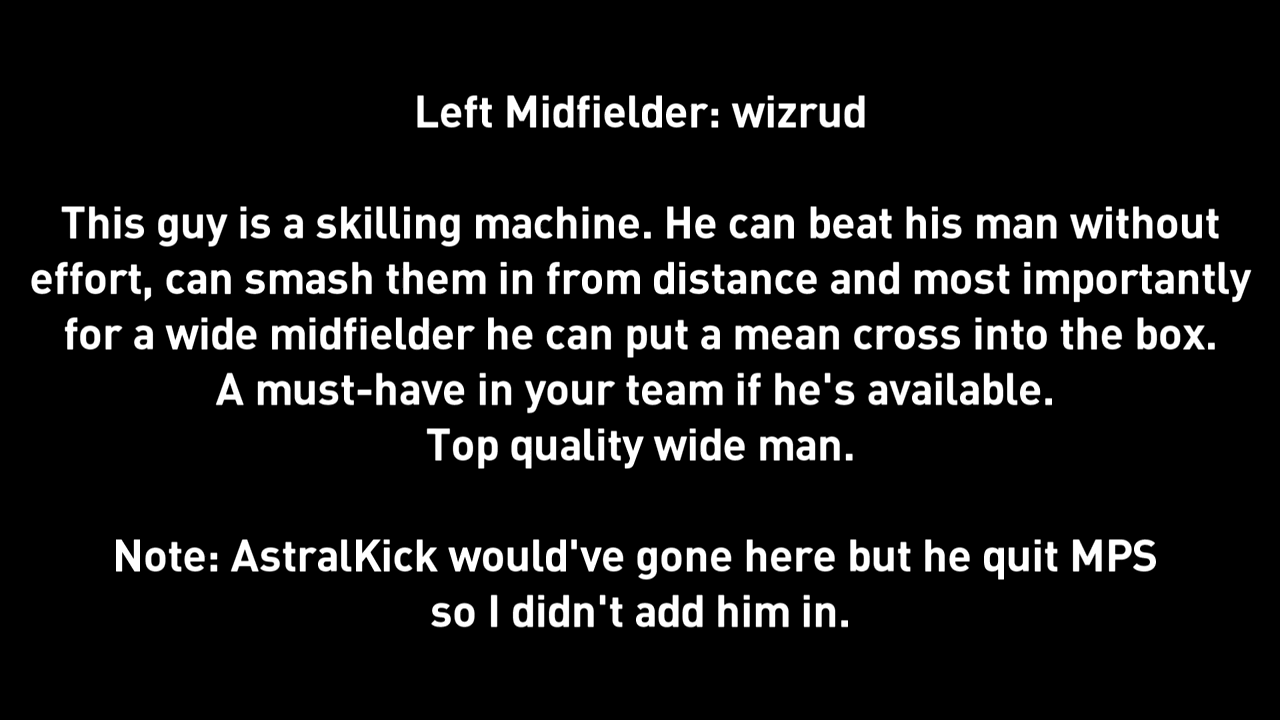 Left Midfielder: wizrud
This guy is a skilling machine. He can beat his man without
effort, can smash them in from distance and most importantly
for a wide midfielder he can put a mean cross into the box.
A must-have in your team if he's available.
Top quality wide man.
Note: AstralKick would've gone here but he quit MPS
so I didn't add him in.